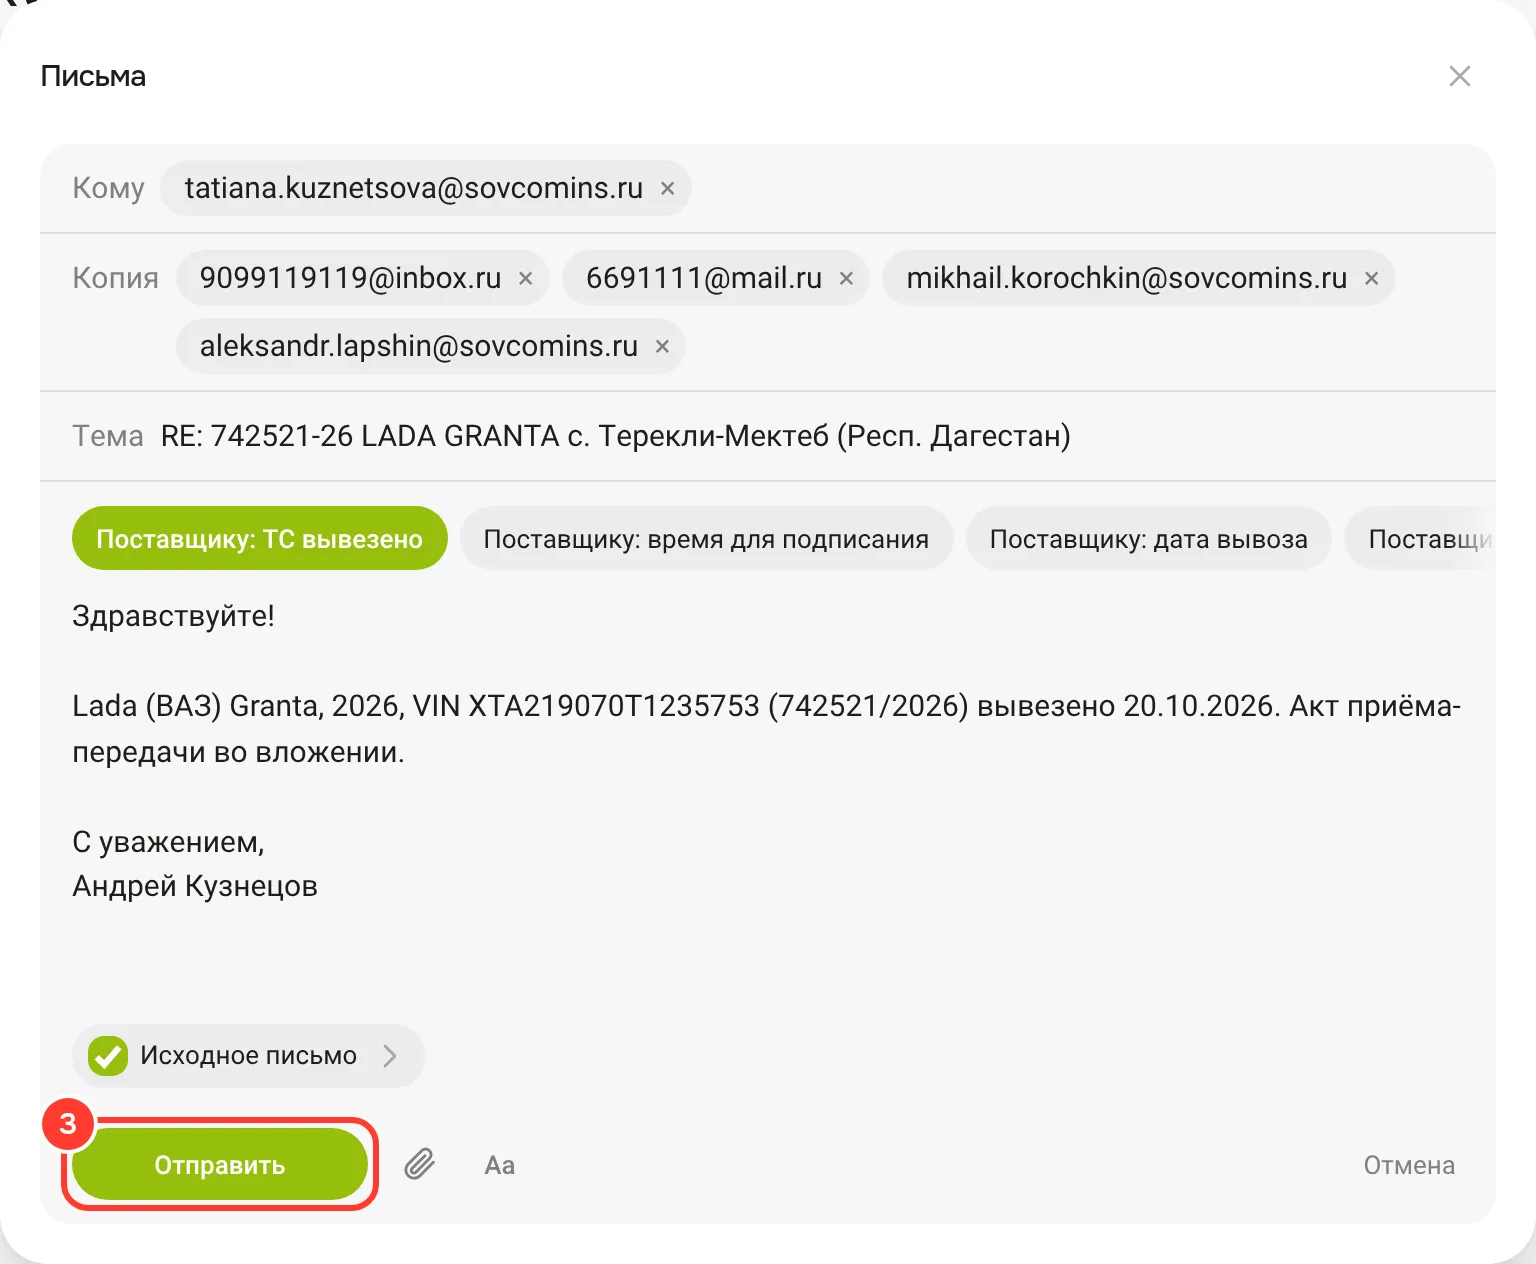 Письма
Кому tatiana.kuznetsova@sovcomins.ru ×
Копия 9099119119@inbox.ru × 6691111@mail.ru × mikhail.korochkin@sovcomins.ru ×
aleksandr.lapshin@sovcomins.ru ×
Тема RE: 742521-26 LADA GRANTA с. Терекли-Мектеб (Респ. Дагестан)
Поставщику: ТС вывезено Поставщику: время для подписания Поставщику: дата вывоза Поставщи
Здравствуйте!
Lada (ВАЗ) Granta, 2026, VIN XTA219070T1235753 (742521/2026) вывезено 20.10.2026. Акт приёма-
передачи во вложении.
С уважением,
Андрей Кузнецов
Исходное письмо
3
Отправить Aa Отмена